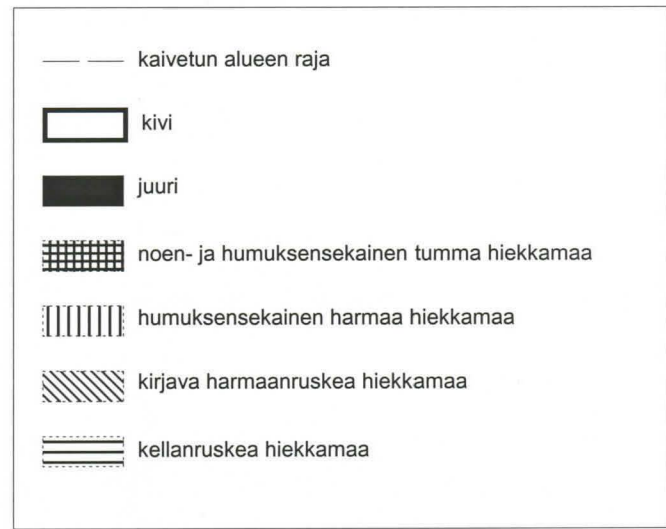 kaivetun alueen raja
kivi
juuri
noen- ja humuksensekainen tumma hiekkamaa
humuksensekainen harmaa hiekkamaa
kirjava harmaanruskea hiekkamaa
kellanruskea hiekkamaa